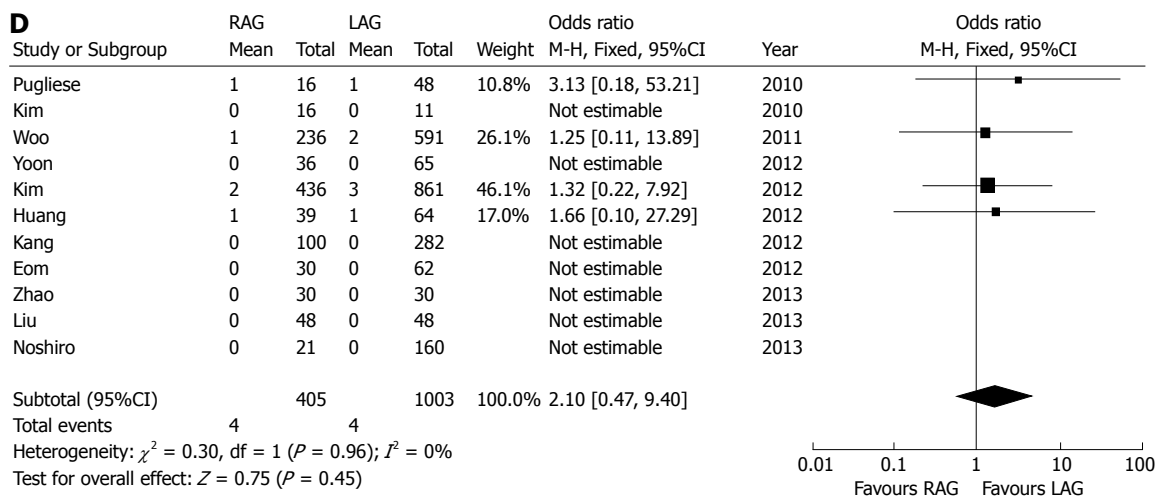 D
RAG LAG Odds ratio Odds ratio
Study or Subgroup Mean Total Mean Total Weight M-H, Fixed, 95%CI Year M-H, Fixed, 95%CI
Pugliese 1 16 1 48 10.8% 3.13 [0.18, 53.21] 2010
Kim 0 16 0 11 Not estimable 2010
Woo 1 236 2 591 26.1% 1.25 [0.11, 13.89] 2011
Yoon 0 36 0 65 Not estimable 2012
Kim 2 436 3 861 46.1% 1.32 [0.22, 7.92] 2012
Huang 1 39 1 64 17.0% 1.66 [0.10, 27.29] 2012
Kang 0 100 0 282 Not estimable 2012
Eom 0 30 0 62 Not estimable 2012
Zhao 0 30 0 30 Not estimable 2013
Liu 0 48 0 48 Not estimable 2013
Noshiro 0 21 0 160 Not estimable 2013
Subtotal (95%CI) 405 1003 100.0% 2.10 [0.47, 9.40]
Total events 4 4
Heterogeneity: χ² = 0.30, df = 1 (P = 0.96); I² = 0%
Test for overall effect: Z = 0.75 (P = 0.45)
0.01 0.1 1 10 100
Favours RAG Favours LAG